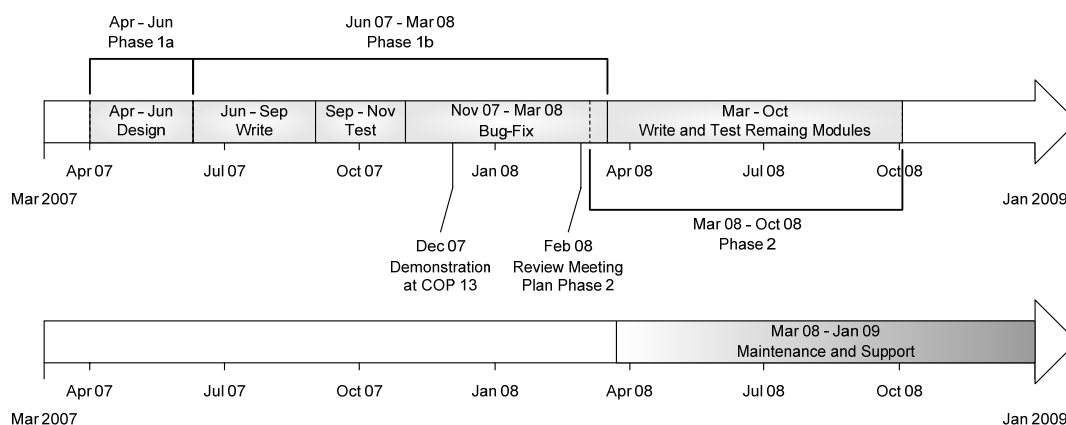 Apr – Jun
Phase 1a
Jun 07 - Mar 08
Phase 1b
Apr – Jun
Design
Jun - Sep
Write
Sep - Nov
Test
Nov 07 - Mar 08
Bug-Fix
Mar - Oct
Write and Test Remaing Modules
Apr 07
Jul 07
Oct 07
Jan 08
Apr 08
Jul 08
Oct 08
Mar 2007
Jan 2009
Dec 07
Demonstration
at COP 13
Feb 08
Review Meeting
Plan Phase 2
Mar 08 - Oct 08
Phase 2
Mar 08 - Jan 09
Maintenance and Support
Apr 07
Jul 07
Oct 07
Jan 08
Apr 08
Jul 08
Oct 08
Mar 2007
Jan 2009